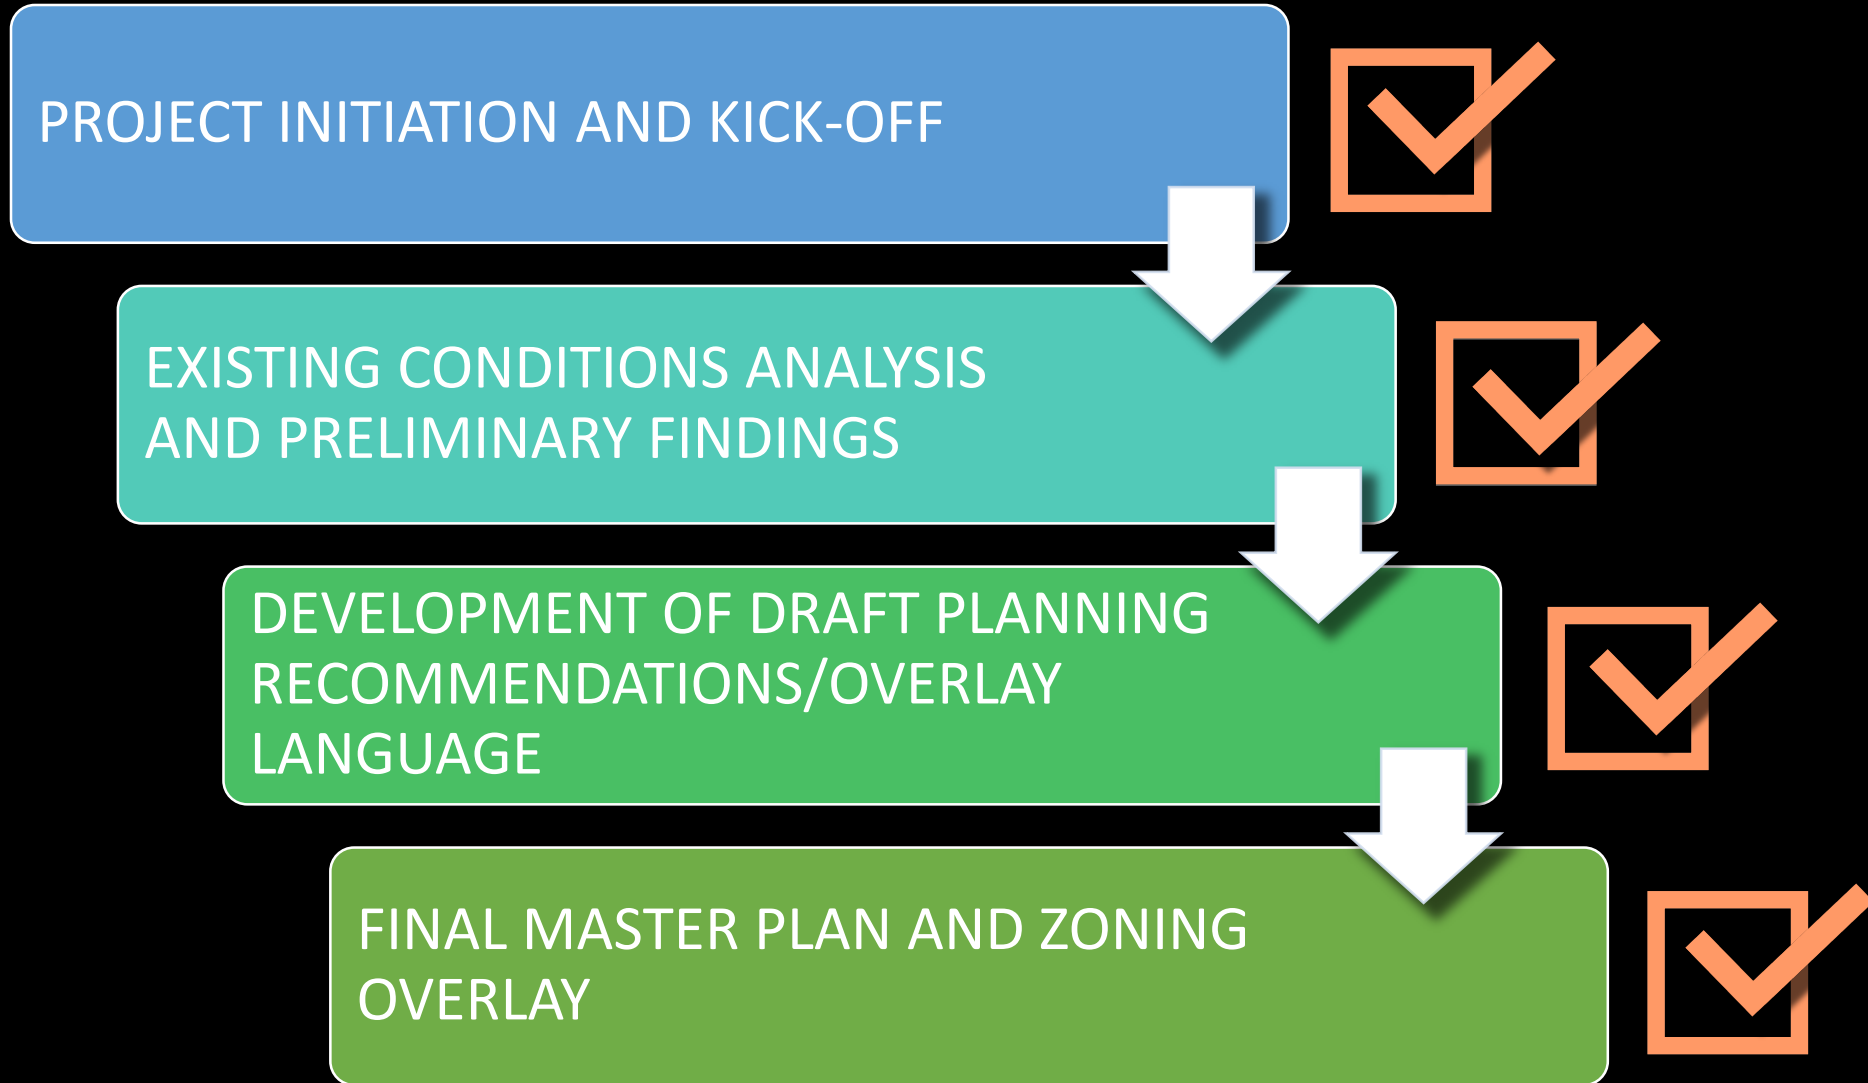 PROJECT INITIATION AND KICK-OFF
EXISTING CONDITIONS ANALYSIS
AND PRELIMINARY FINDINGS
DEVELOPMENT OF DRAFT PLANNING
RECOMMENDATIONS/OVERLAY
LANGUAGE
FINAL MASTER PLAN AND ZONING
OVERLAY